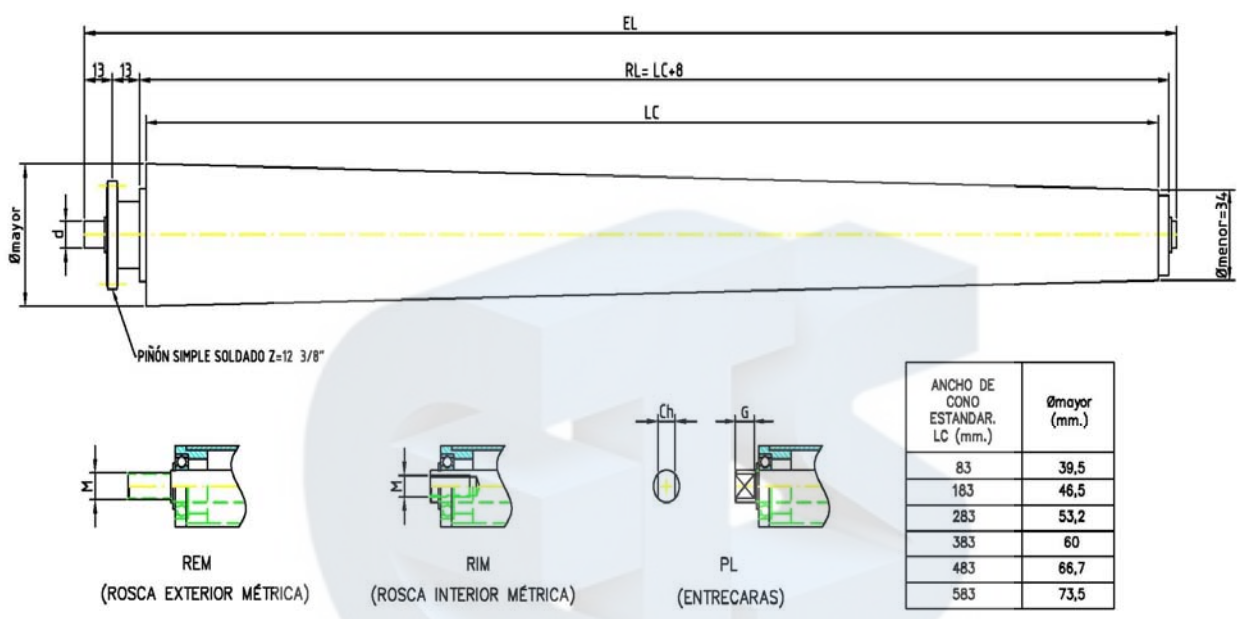 EL
13
13
RL= LC+8
LC
Ømayor
d
Ømenor=34
PIÑÓN SIMPLE SOLDADO Z=12 3/8"
M
REM
(ROSCA EXTERIOR MÉTRICA)
M
RIM
(ROSCA INTERIOR MÉTRICA)
Ch
G
PL
(ENTRECARAS)
ANCHO DE
CONO
ESTANDAR.
LC (mm.)
Ømayor
(mm.)
83 39,5
183 46,5
283 53,2
383 60
483 66,7
583 73,5